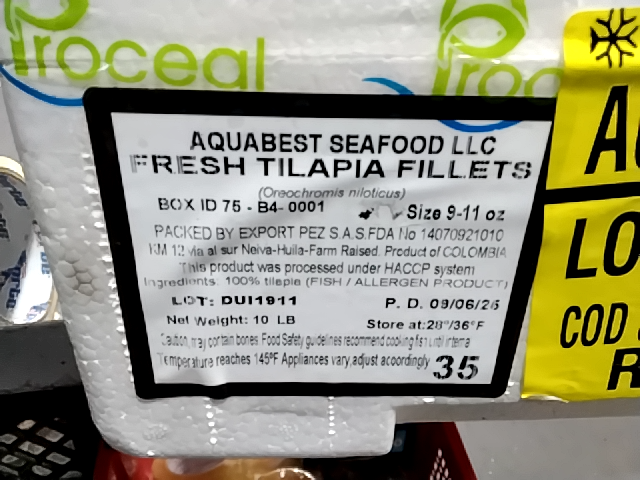 Proceal
Proc
AQUABEST SEAFOOD LLC
FRESH TILAPIA FILLETS
(Oreochromis niloticus)
BOX ID 75 - B4- 0001
Size 9-11 oz
PACKED BY EXPORT PEZ S.A.S.FDA No 14070921010
KM 12 via al sur Neiva-Huila-Farm Raised. Product of COLOMBIA
This product was processed under HACCP system
Ingredients: 100% tilapia (FISH / ALLERGEN PRODUCT)
LOT: DUI1911
P. D. 09/06/25
Net Weight: 10 LB
Store at:28°/36°F
Caution, may contain bones. Food Safety guidelines recommend cooking fish until interna
Temperature reaches 145°F Appliances vary,adjust acoordingly 35
A
LO
COD
R